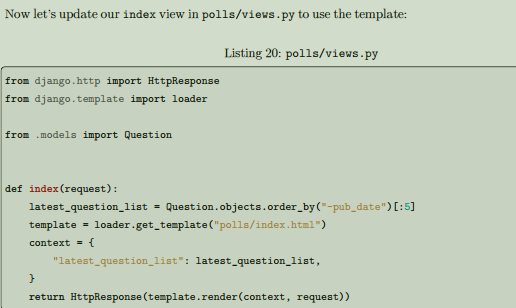 Now let's update our index view in polls/views.py to use the template:
Listing 20: polls/views.py
from django.http import HttpResponse
from django.template import loader
from .models import Question
def index(request):
    latest_question_list = Question.objects.order_by("-pub_date")[:5]
    template = loader.get_template("polls/index.html")
    context = {
        "latest_question_list": latest_question_list,
    }
    return HttpResponse(template.render(context, request))